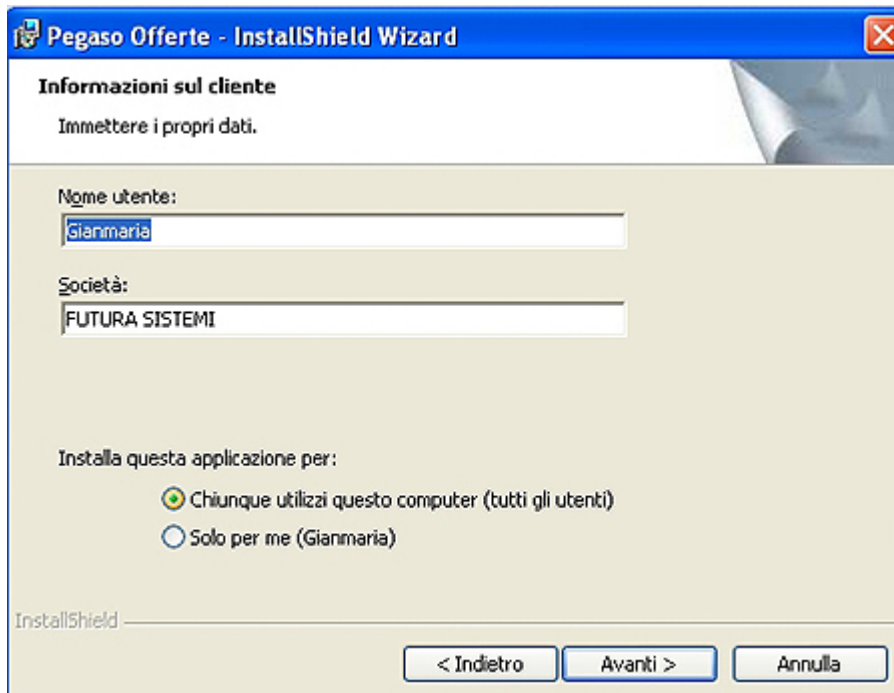 Pegaso Offerte - InstallShield Wizard
Informazioni sul cliente
Immettere i propri dati.
Nome utente:
Gianmaria
Società:
FUTURA SISTEMI
Installa questa applicazione per:
Chiunque utilizzi questo computer (tutti gli utenti)
Solo per me (Gianmaria)
InstallShield
< Indietro Avanti > Annulla